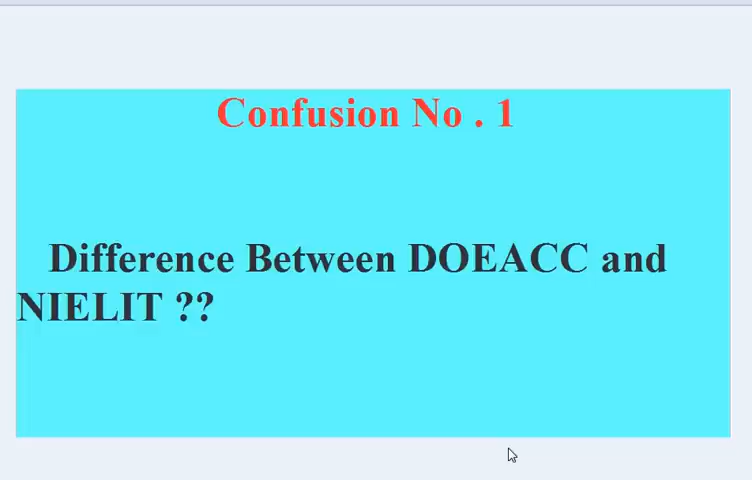 Confusion No . 1
Difference Between DOEACC and
NIELIT ??